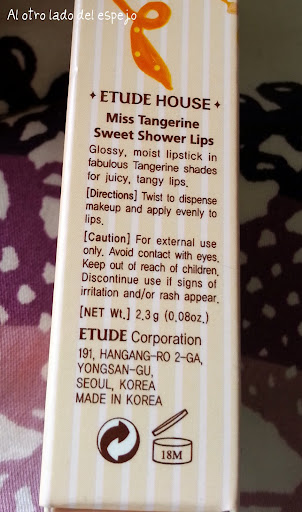 Al otro lado del espejo
ETUDE HOUSE
Miss Tangerine
Sweet Shower Lips
Glossy, moist lipstick in
fabulous Tangerine shades
for juicy, tangy lips.
[Directions] Twist to dispense
makeup and apply evenly to
lips.
[Caution] For external use
only. Avoid contact with eyes.
Keep out of reach of children.
Discontinue use if signs of
irritation and/or rash appear.
[NET Wt.] 2.3g (0.08oz.)
ETUDE Corporation
191, HANGANG-RO 2-GA,
YONGSAN-GU,
SEOUL, KOREA
MADE IN KOREA
18M